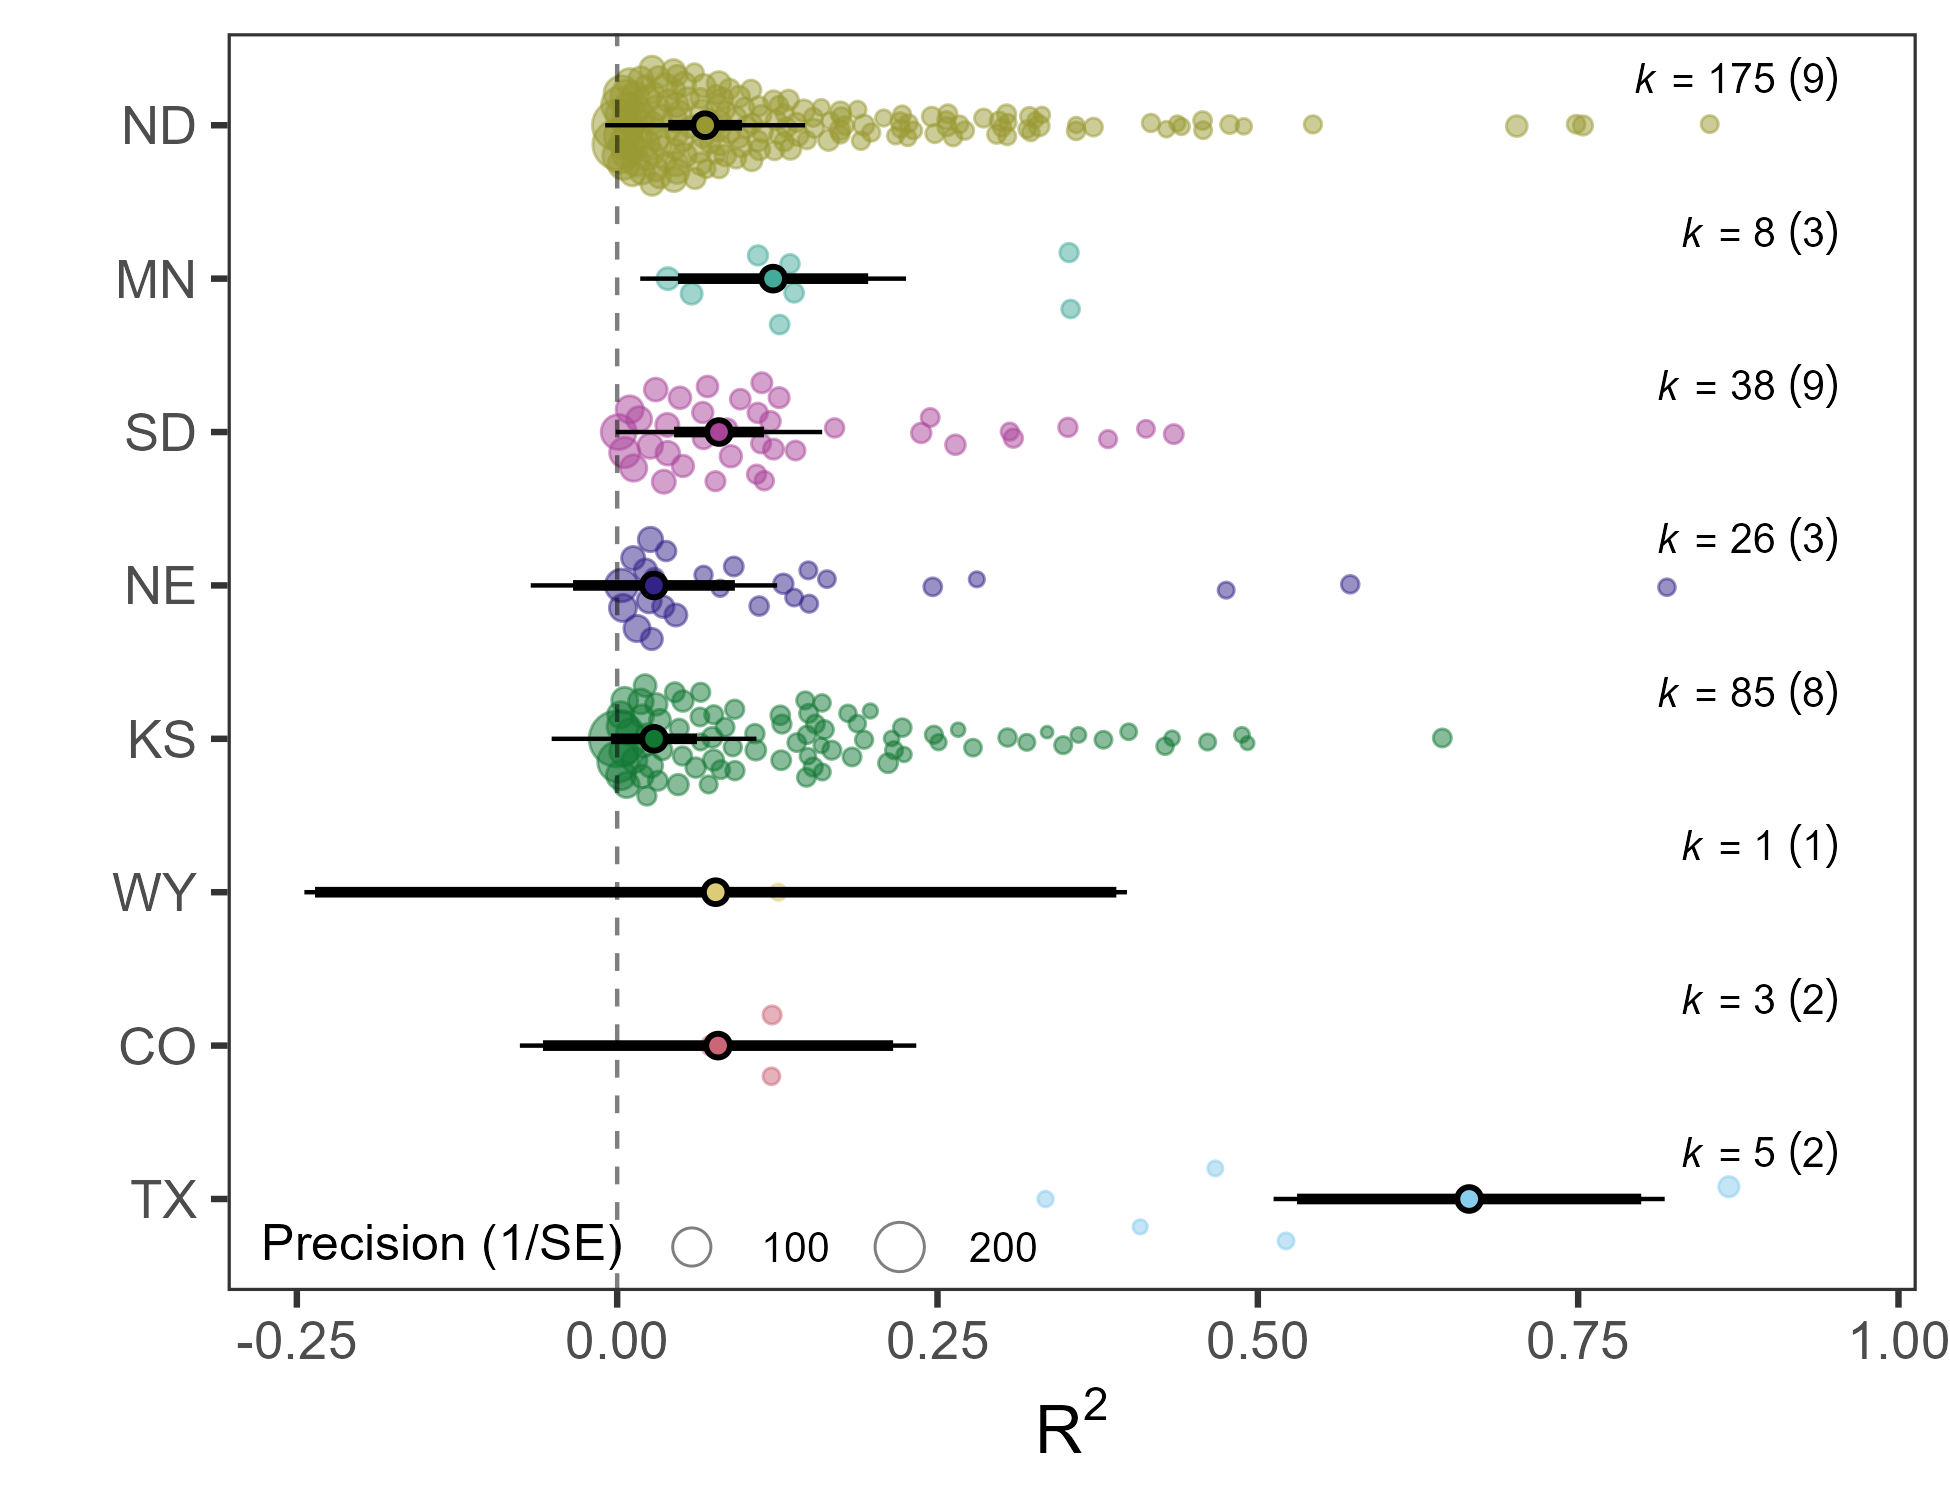 ND
k = 175 (9)
MN
k = 8 (3)
SD
k = 38 (9)
NE
k = 26 (3)
KS
k = 85 (8)
WY
k = 1 (1)
CO
k = 3 (2)
TX
k = 5 (2)
Precision (1/SE) 100 200
-0.25 0.00 0.25 0.50 0.75 1.00
R²